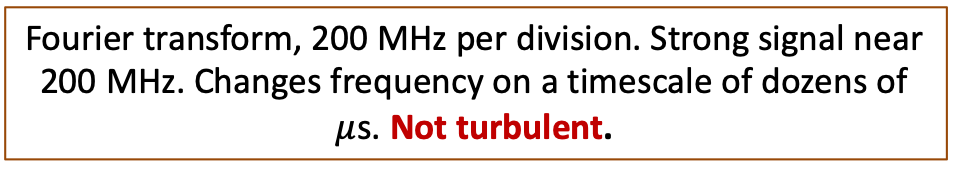 Fourier transform, 200 MHz per division. Strong signal near
200 MHz. Changes frequency on a timescale of dozens of
𝜇s. Not turbulent.